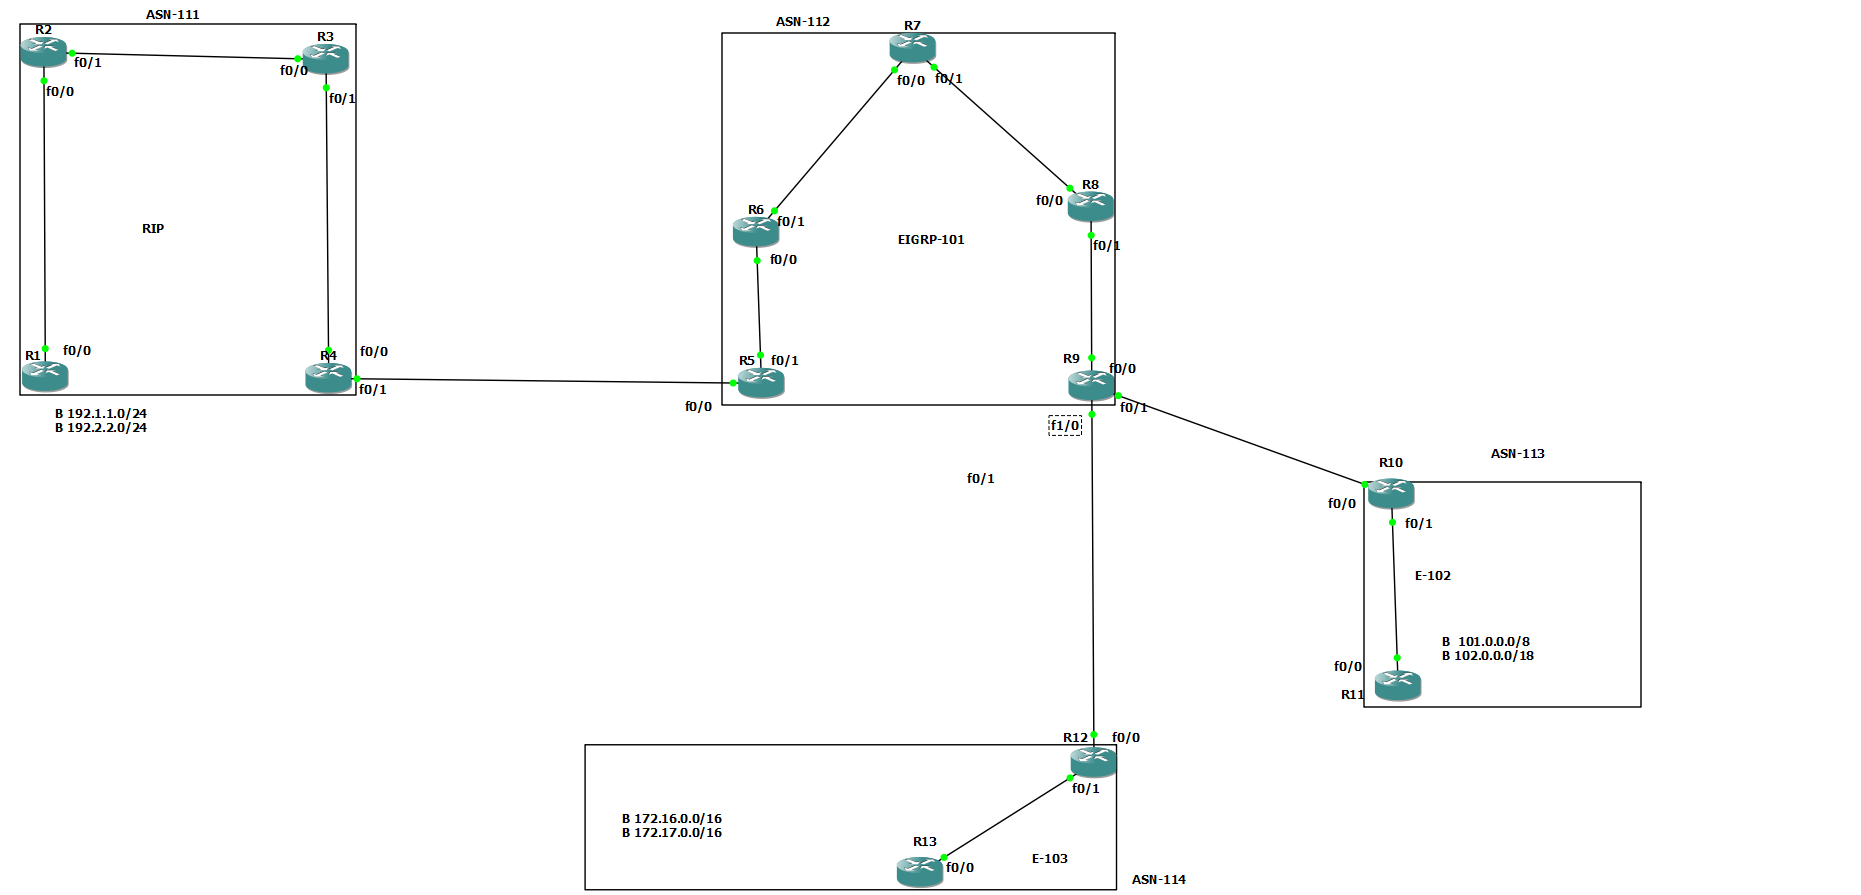 ASN-111
R2
f0/1
f0/0
R3
f0/0
f0/1
RIP
R1
f0/0
R4
f0/0
f0/1
B 192.1.1.0/24
B 192.2.2.0/24
ASN-112
R7
f0/0
f0/1
R8
f0/0
f0/1
R6
f0/1
f0/0
EIGRP-101
R5
f0/1
f0/0
R9
f0/0
f0/1
f1/0
f0/1
ASN-113
R10
f0/0
f0/1
E-102
B  101.0.0.0/8
B 102.0.0.0/18
f0/0
R11
R12
f0/0
f0/1
B 172.16.0.0/16
B 172.17.0.0/16
R13
f0/0
E-103
ASN-114